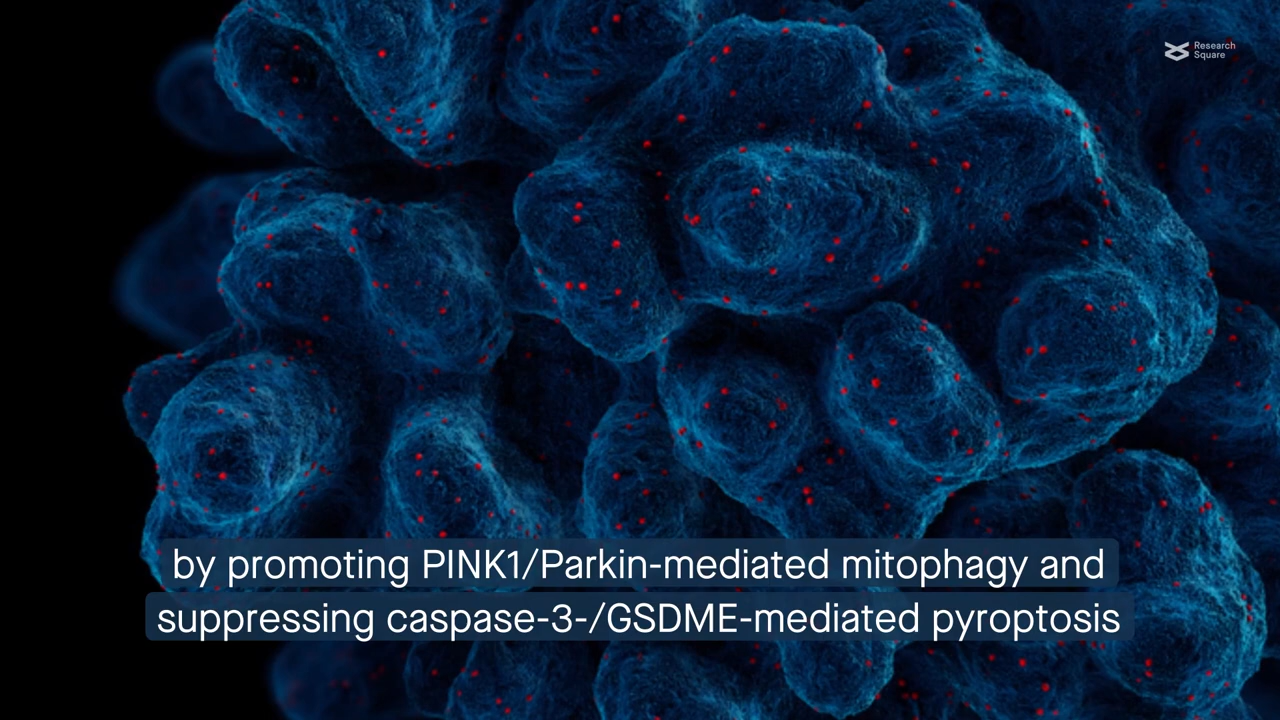 Research
Square
by promoting PINK1/Parkin-mediated mitophagy and
suppressing caspase-3-/GSDME-mediated pyroptosis